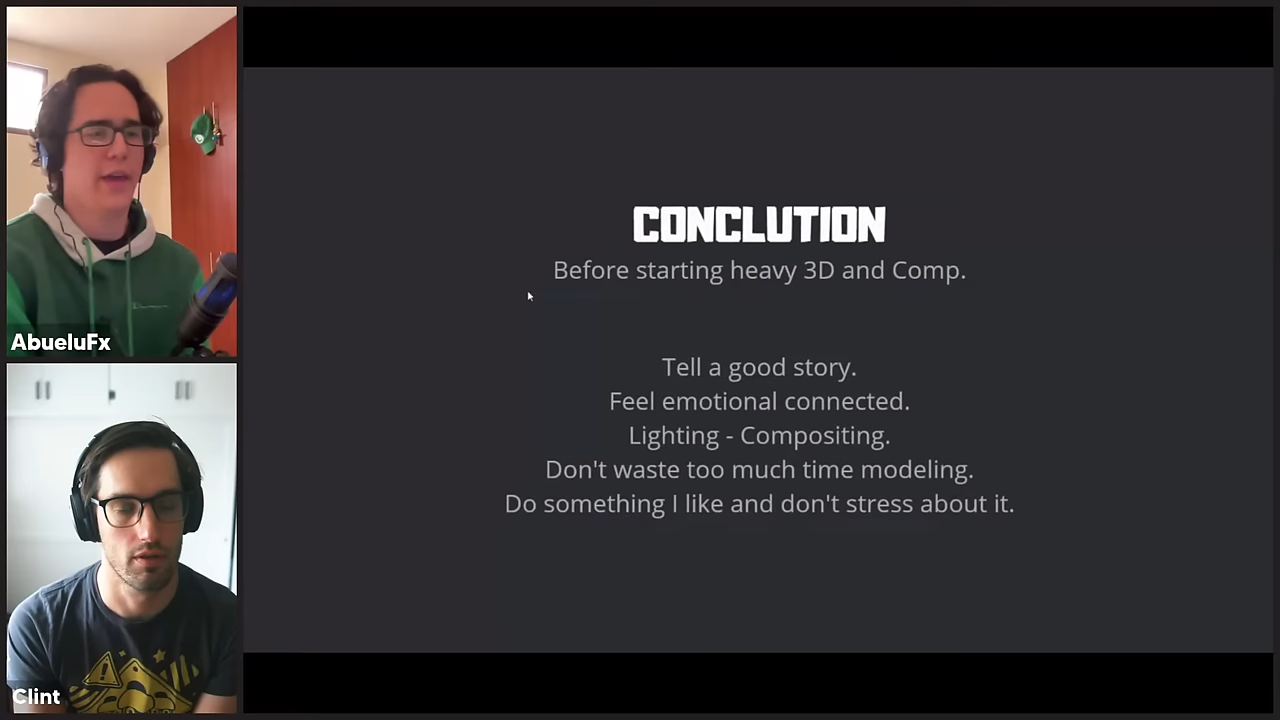 AbueluFx
Clint
CONCLUTION
Before starting heavy 3D and Comp.
Tell a good story.
Feel emotional connected.
Lighting - Compositing.
Don't waste too much time modeling.
Do something I like and don't stress about it.